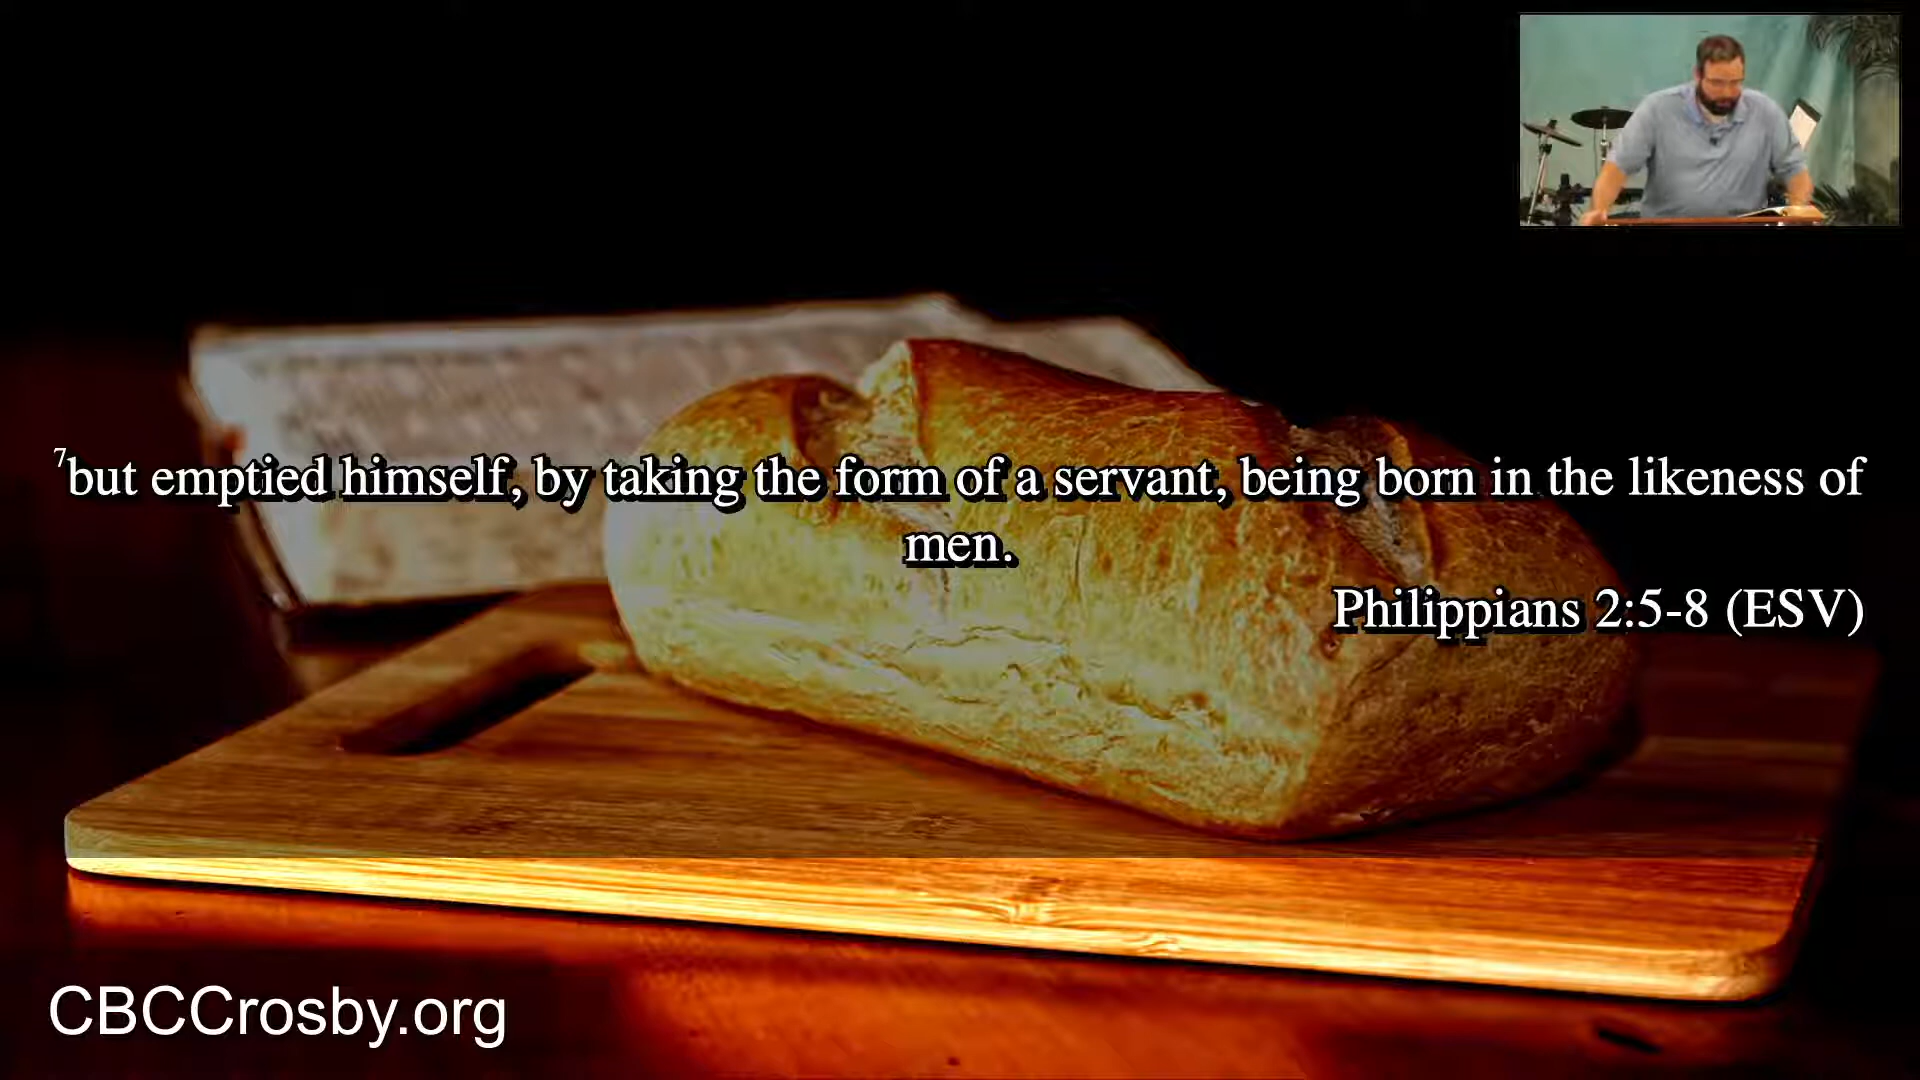 7but emptied himself, by taking the form of a servant, being born in the likeness of
men.
Philippians 2:5-8 (ESV)
CBCCrosby.org